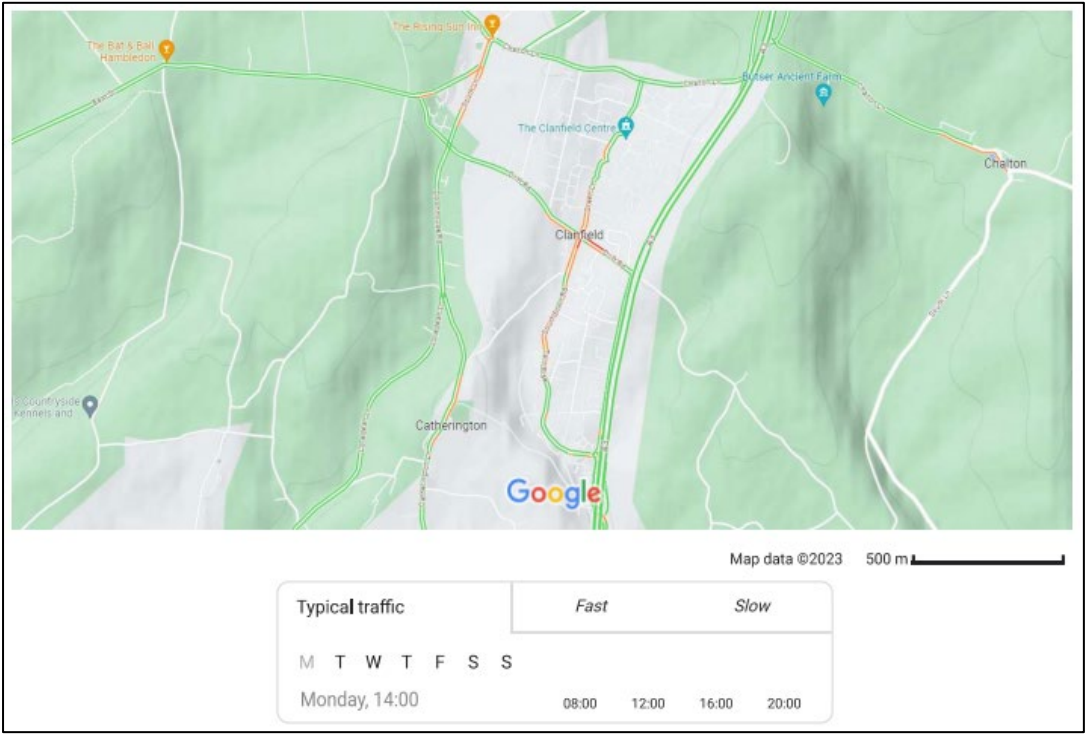 The Rising Sun Inn
The Bat & Ball
Hambledon
Chalton Ln
Butser Ancient Farm
The Clanfield Centre
Chalton
Clanfield
s Countryside
Kennels and
Catherington
Google
Map data ©2023 500 m
Typical traffic Fast Slow
M T W T F S S
Monday, 14:00 08:00 12:00 16:00 20:00